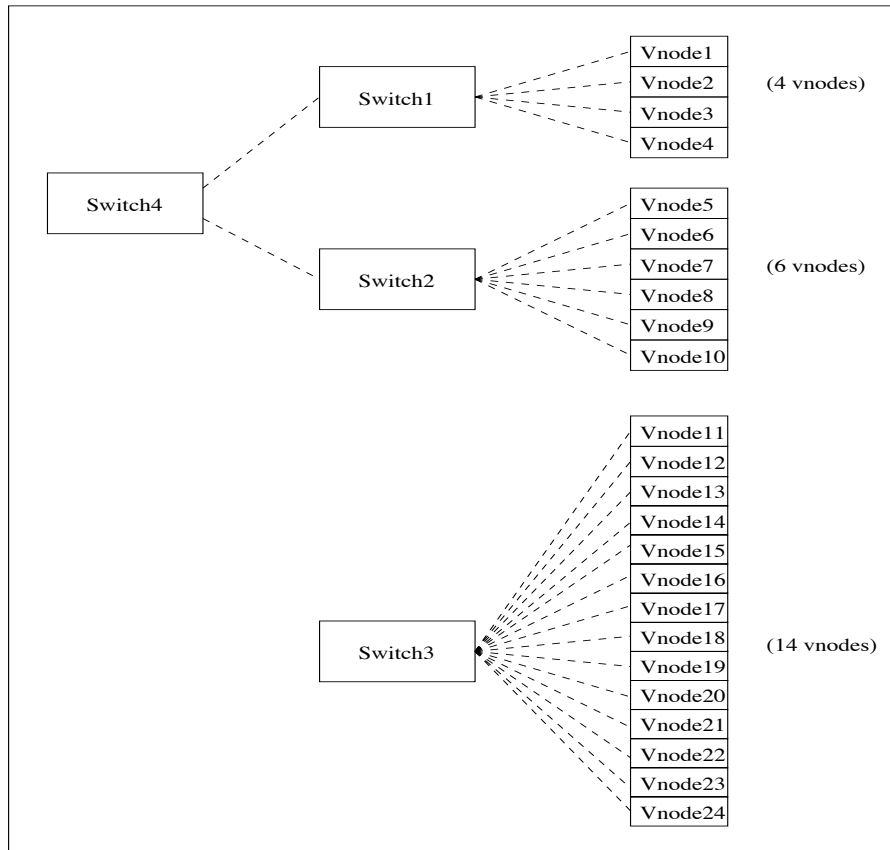 Switch4
Switch1
Vnode1
Vnode2
Vnode3
Vnode4
(4 vnodes)
Switch2
Vnode5
Vnode6
Vnode7
Vnode8
Vnode9
Vnode10
(6 vnodes)
Switch3
Vnode11
Vnode12
Vnode13
Vnode14
Vnode15
Vnode16
Vnode17
Vnode18
Vnode19
Vnode20
Vnode21
Vnode22
Vnode23
Vnode24
(14 vnodes)